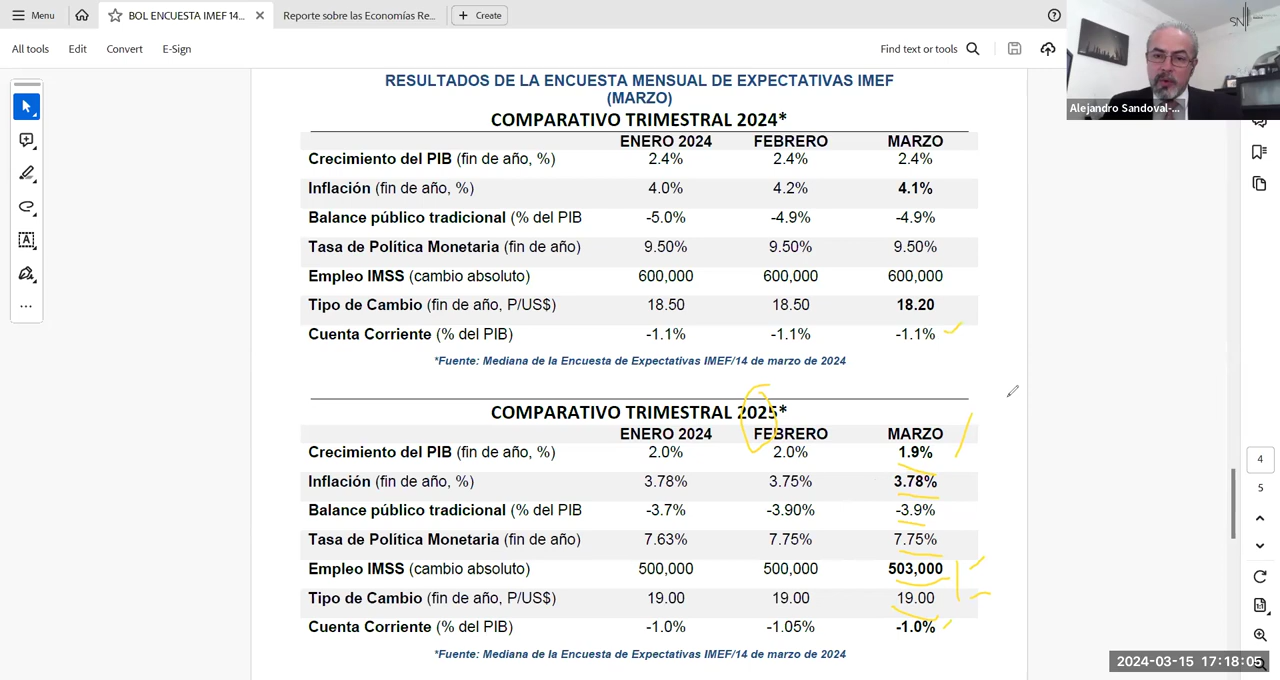 Menu
BOL ENCUESTA IMEF 14...
Reporte sobre las Economías Re...
+ Create
All tools
Edit
Convert
E-Sign
Find text or tools
SN
Alejandro Sandoval-...
RESULTADOS DE LA ENCUESTA MENSUAL DE EXPECTATIVAS IMEF
(MARZO)
COMPARATIVO TRIMESTRAL 2024*
ENERO 2024 FEBRERO MARZO
Crecimiento del PIB (fin de año, %) 2.4% 2.4% 2.4%
Inflación (fin de año, %) 4.0% 4.2% 4.1%
Balance público tradicional (% del PIB -5.0% -4.9% -4.9%
Tasa de Política Monetaria (fin de año) 9.50% 9.50% 9.50%
Empleo IMSS (cambio absoluto) 600,000 600,000 600,000
Tipo de Cambio (fin de año, P/US$) 18.50 18.50 18.20
Cuenta Corriente (% del PIB) -1.1% -1.1% -1.1%
*Fuente: Mediana de la Encuesta de Expectativas IMEF/14 de marzo de 2024
COMPARATIVO TRIMESTRAL 2025*
ENERO 2024 FEBRERO MARZO
Crecimiento del PIB (fin de año, %) 2.0% 2.0% 1.9%
Inflación (fin de año, %) 3.78% 3.75% 3.78%
Balance público tradicional (% del PIB -3.7% -3.90% -3.9%
Tasa de Política Monetaria (fin de año) 7.63% 7.75% 7.75%
Empleo IMSS (cambio absoluto) 500,000 500,000 503,000
Tipo de Cambio (fin de año, P/US$) 19.00 19.00 19.00
Cuenta Corriente (% del PIB) -1.0% -1.05% -1.0%
*Fuente: Mediana de la Encuesta de Expectativas IMEF/14 de marzo de 2024
4
5
2024-03-15 17:18:05